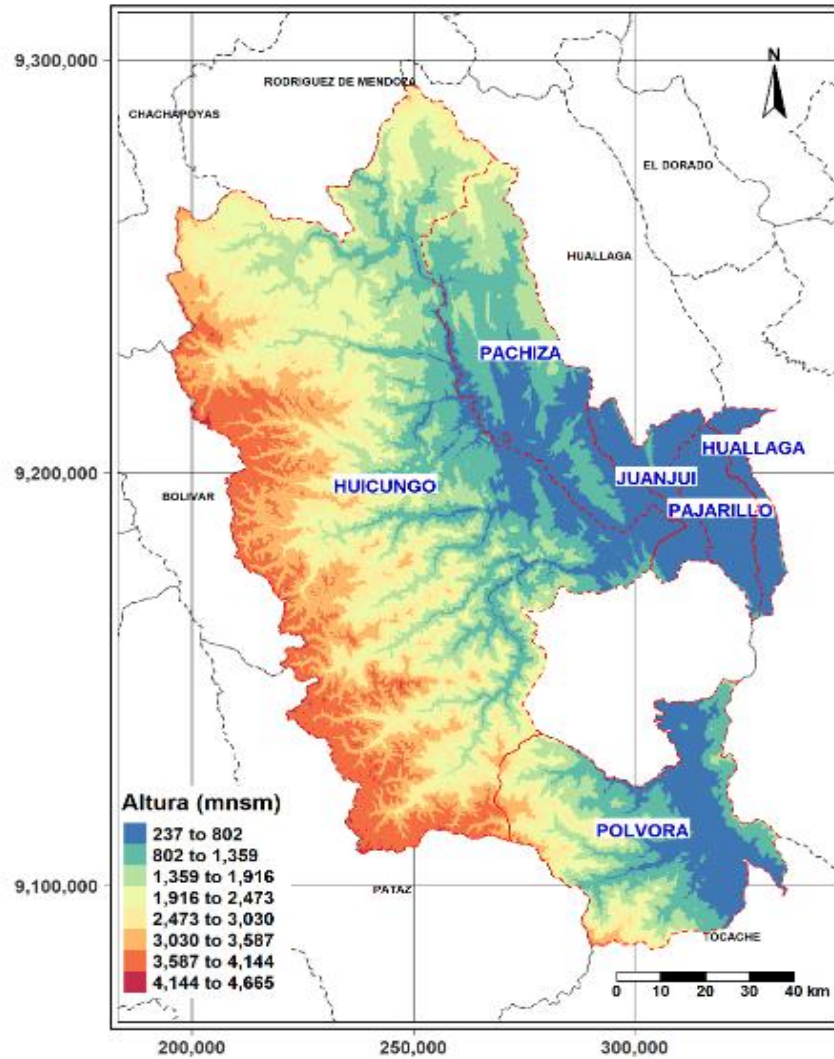 9,300,000
N
RODRIGUEZ DE MENDOZA
CHACHAPOYAS
EL DORADO
HUALLAGA
PACHIZA
HUALLAGA
9,200,000
JUANJUI
HUICUNGO
BOLIVAR
PAJARILLO
Altura (mnsm)
237 to 802
802 to 1,359
1,359 to 1,916
1,916 to 2,473
2,473 to 3,030
3,030 to 3,587
3,587 to 4,144
4,144 to 4,665
POLVORA
9,100,000
PATAZ
TOCACHE
0 10 20 30 40 km
200,000 250,000 300,000